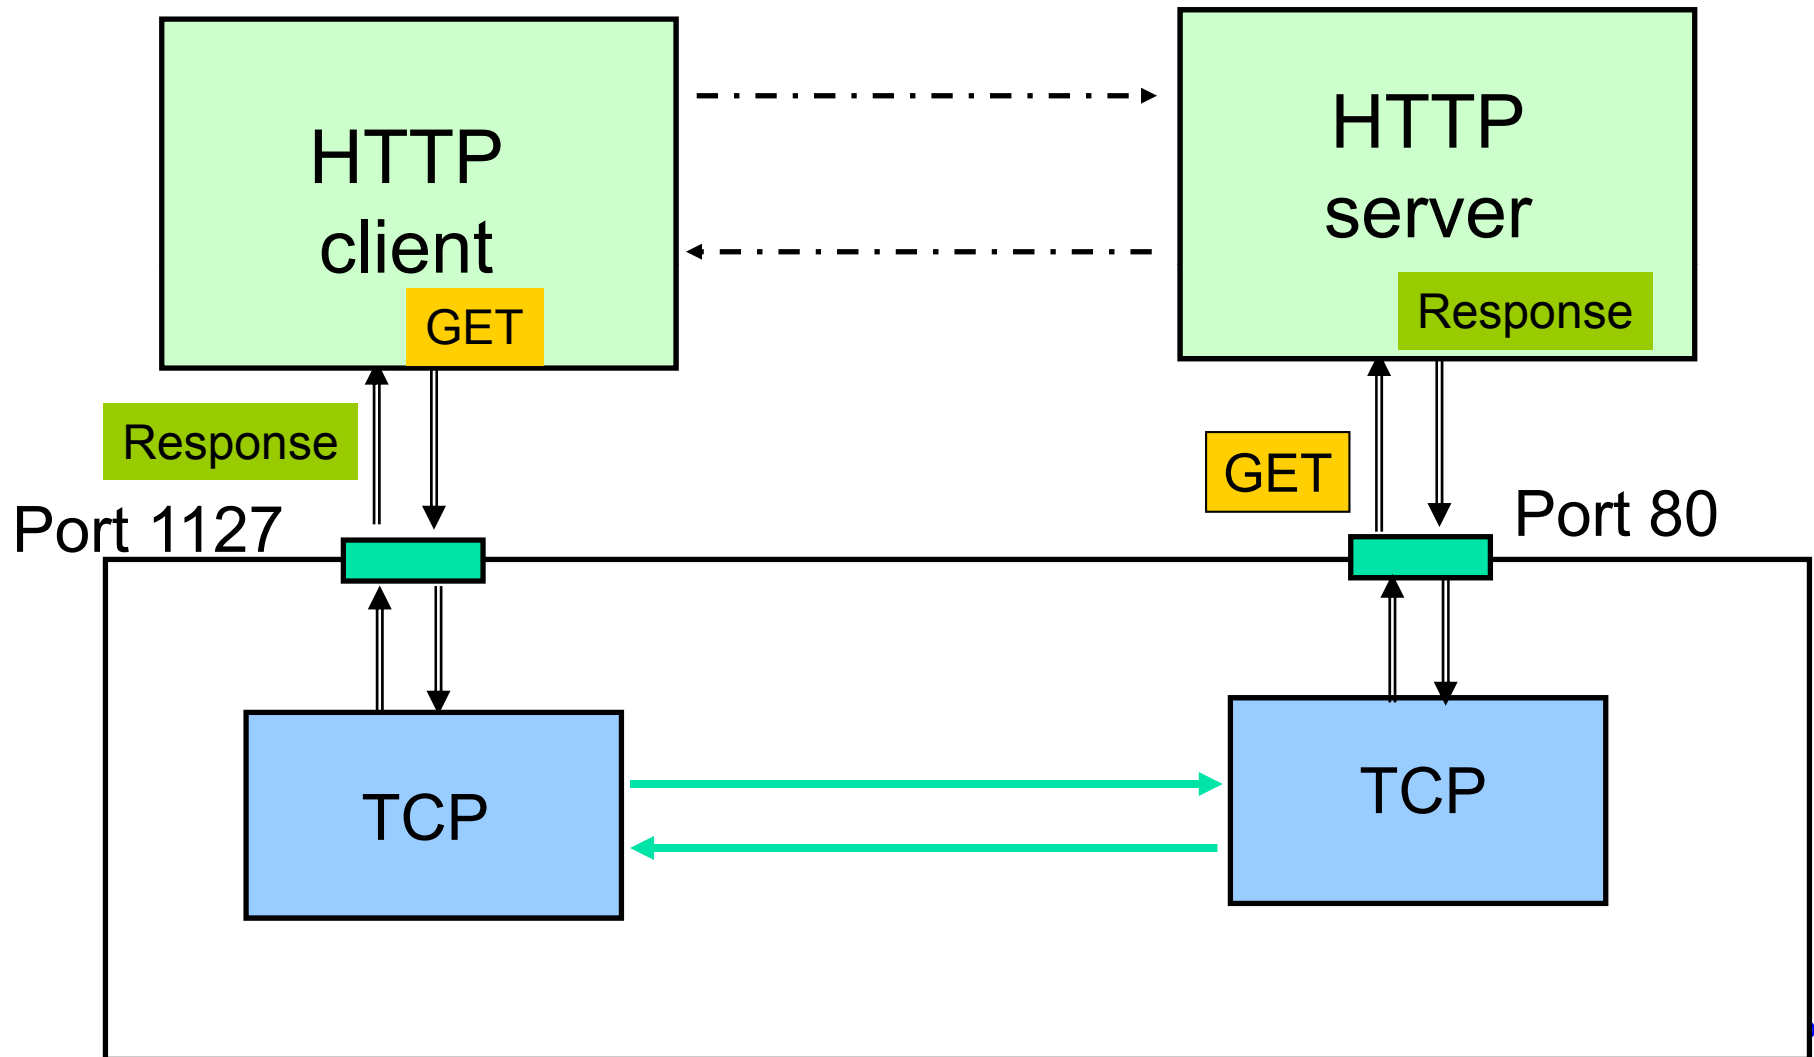 HTTP
client
GET
HTTP
server
Response
Response
GET
Port 1127
Port 80
TCP
TCP